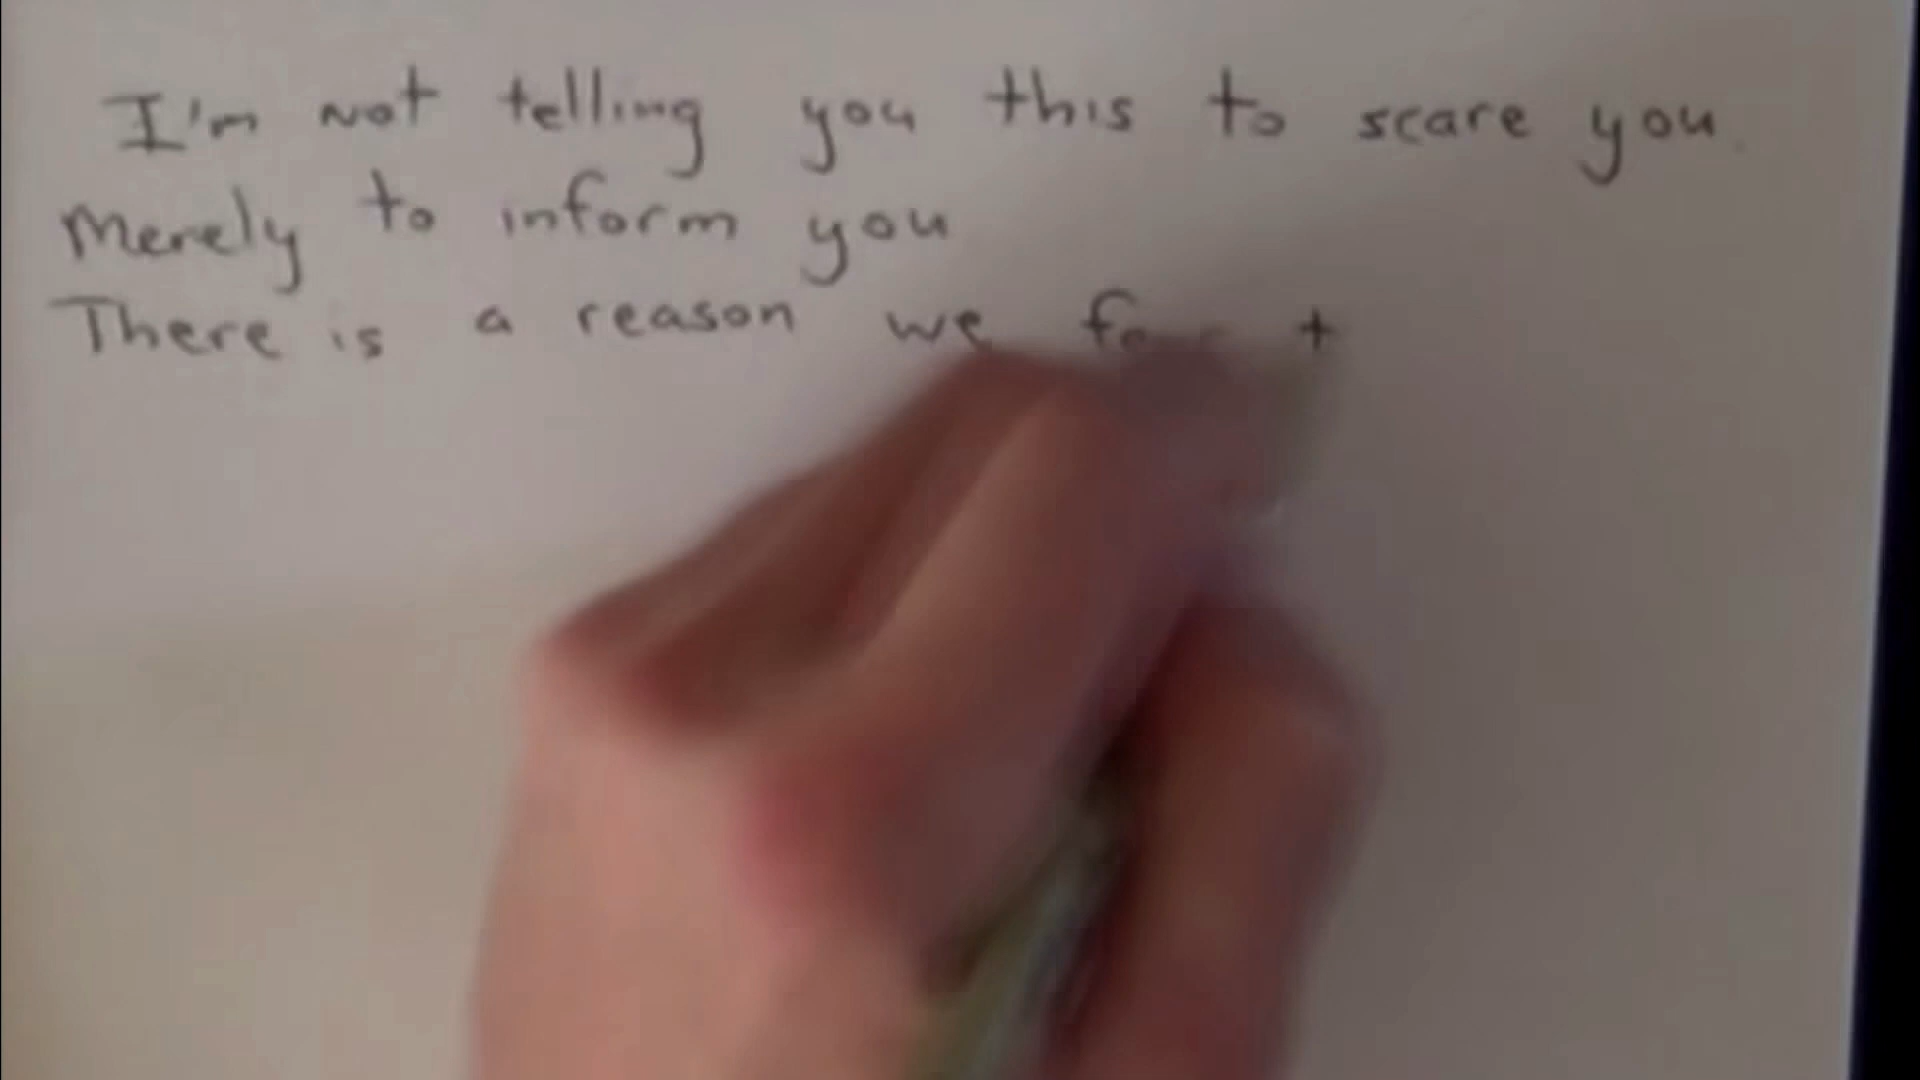 I'm not telling you this to scare you
Merely to inform you
There is a reason we